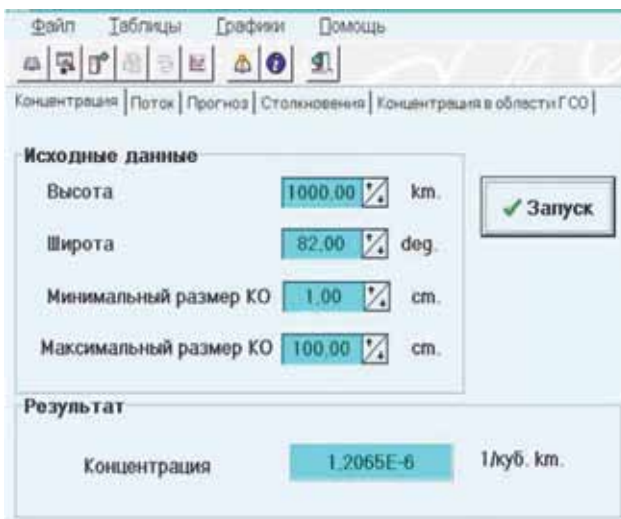 Файл Таблицы Графики Помощь
Концентрация Поток Прогноз Столкновения Концентрация в области ГСО
Исходные данные
Высота 1000,00 km.
Запуск
Широта 82,00 deg.
Минимальный размер КО 1,00 cm.
Максимальный размер КО 100,00 cm.
Результат
Концентрация 1,2065E-6 1/куб. km.